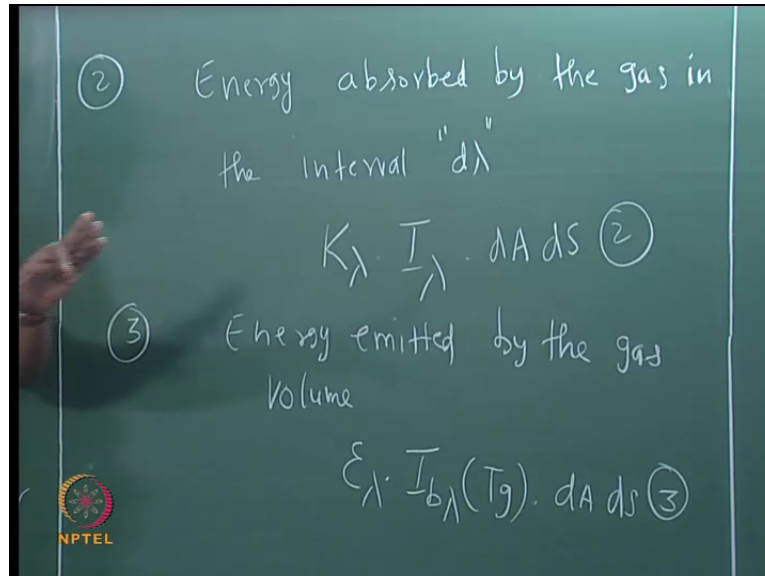 ② Energy absorbed by the gas in
the interval "dλ"
Kλ. Iλ. dA dS ②
③ Energy emitted by the gas
Volume
Ɛλ. Ibλ(Tg). dA ds ③
NPTEL